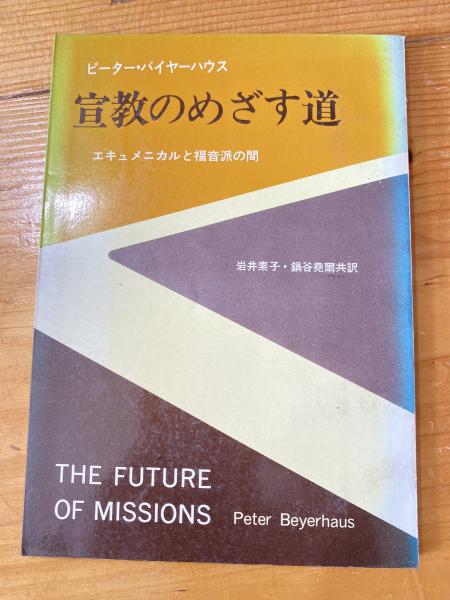 ピーター・バイヤーハウス
宣教のめざす道
エキュメニカルと福音派の間
岩井素子・鍋谷堯爾共訳
THE FUTURE
OF MISSIONS Peter Beyerhaus